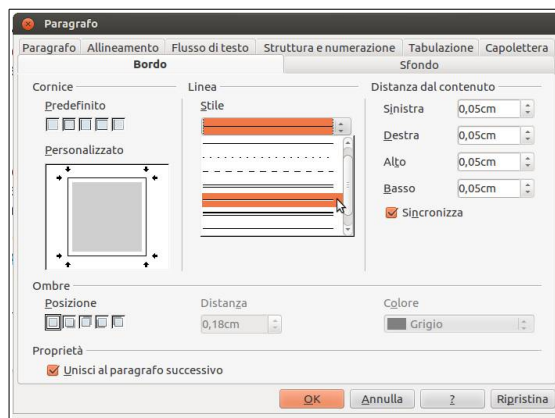 Paragrafo
Paragrafo Allineamento Flusso di testo Struttura e numerazione Tabulazione Capolettera
Bordo Sfondo
Cornice Linea Distanza dal contenuto
Predefinito Stile Sinistra 0,05cm
Destra 0,05cm
Personalizzato Alto 0,05cm
Basso 0,05cm
Sincronizza
Ombre
Posizione Distanza Colore
0,18cm Grigio
Proprietà
Unisci al paragrafo successivo
OK Annulla ? Ripristina